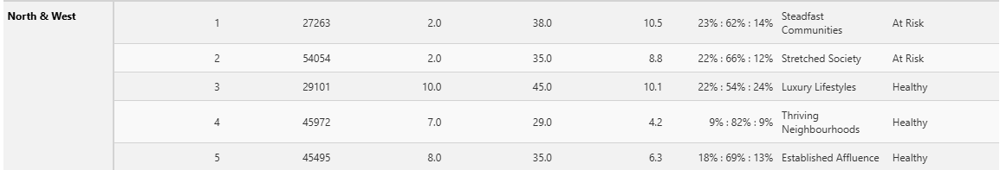 North & West
1 27263 2.0 38.0 10.5 23% : 62% : 14% Steadfast Communities At Risk
2 54054 2.0 35.0 8.8 22% : 66% : 12% Stretched Society At Risk
3 29101 10.0 45.0 10.1 22% : 54% : 24% Luxury Lifestyles Healthy
4 45972 7.0 29.0 4.2 9% : 82% : 9% Thriving Neighbourhoods Healthy
5 45495 8.0 35.0 6.3 18% : 69% : 13% Established Affluence Healthy